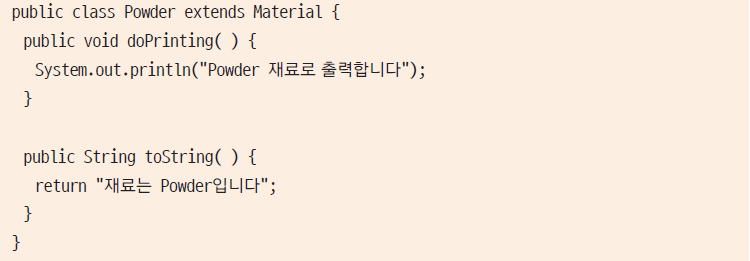 public class Powder extends Material {
public void doPrinting( ) {
System.out.println("Powder 재료로 출력합니다");
}
public String toString( ) {
return "재료는 Powder입니다";
}
}